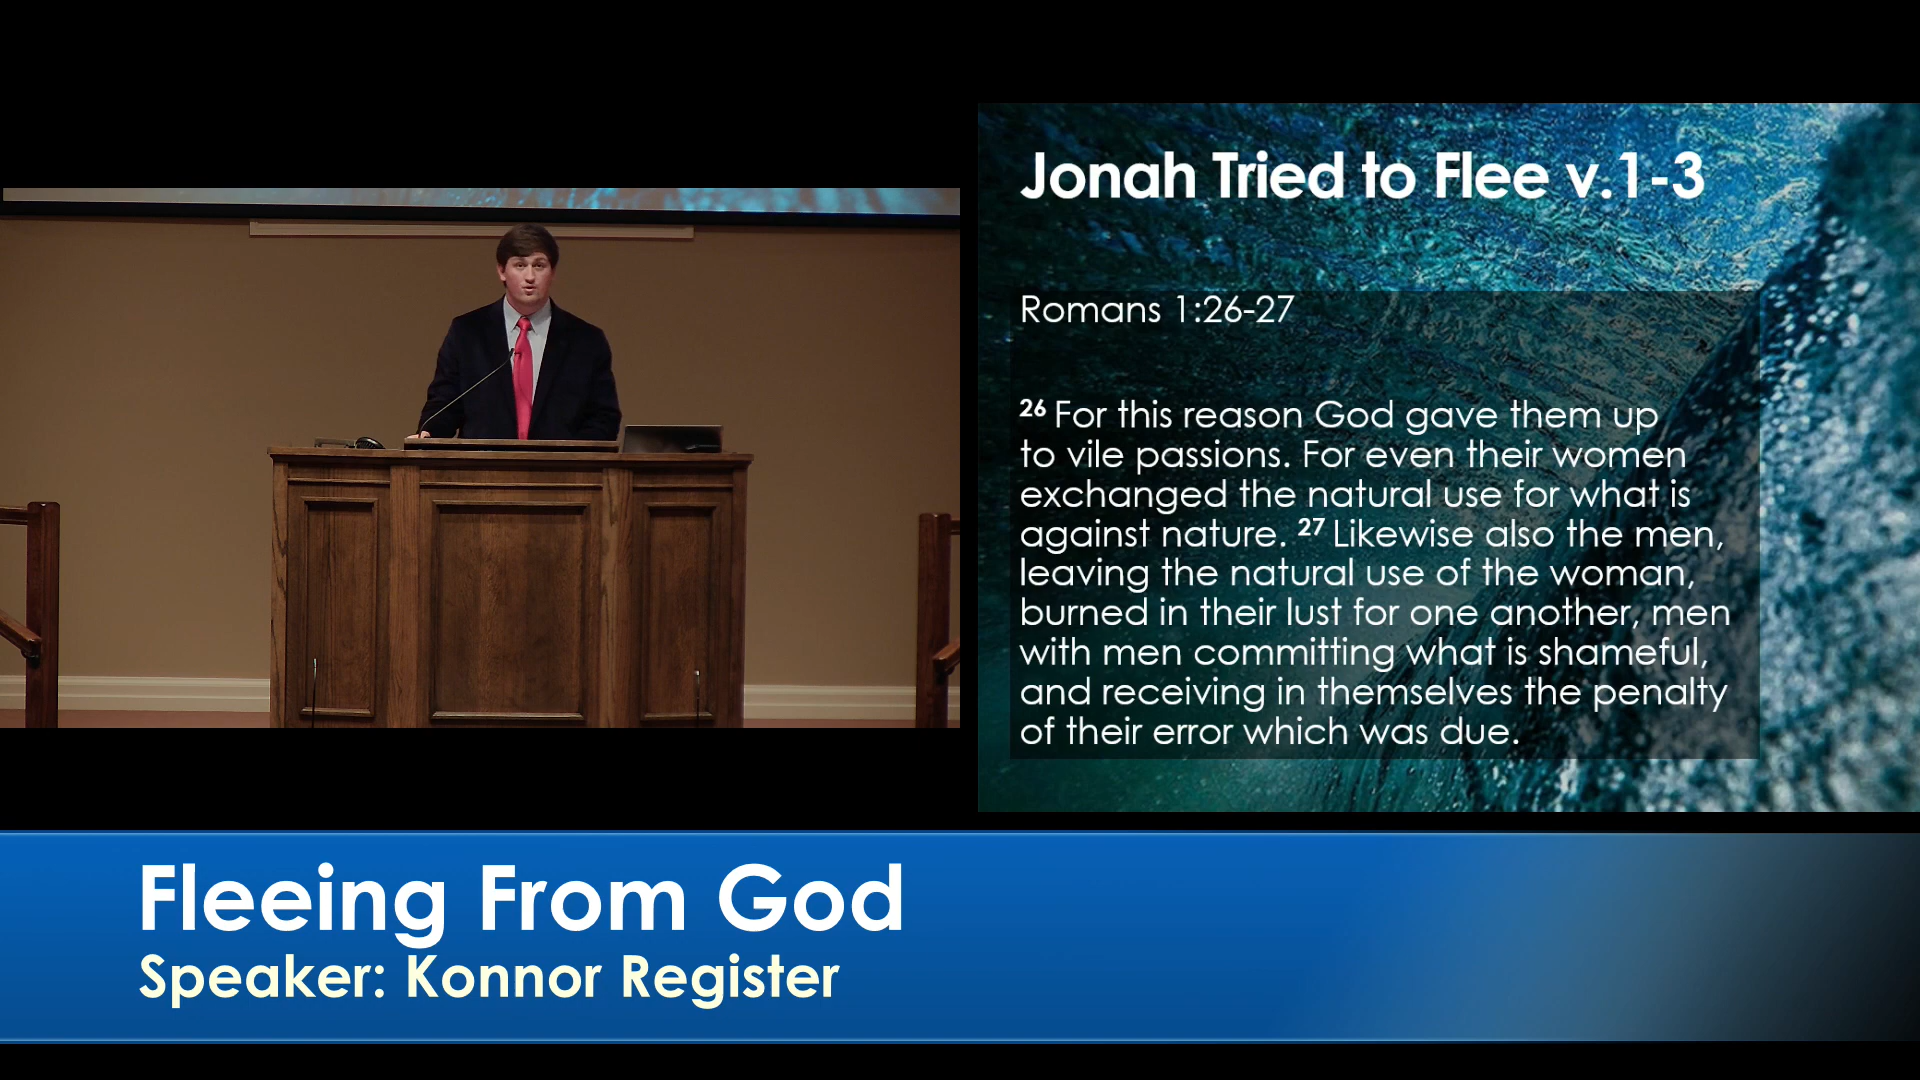 Jonah Tried to Flee v.1-3
Romans 1:26-27
26 For this reason God gave them up
to vile passions. For even their women
exchanged the natural use for what is
against nature. 27 Likewise also the men,
leaving the natural use of the woman,
burned in their lust for one another, men
with men committing what is shameful,
and receiving in themselves the penalty
of their error which was due.
Fleeing From God
Speaker: Konnor Register